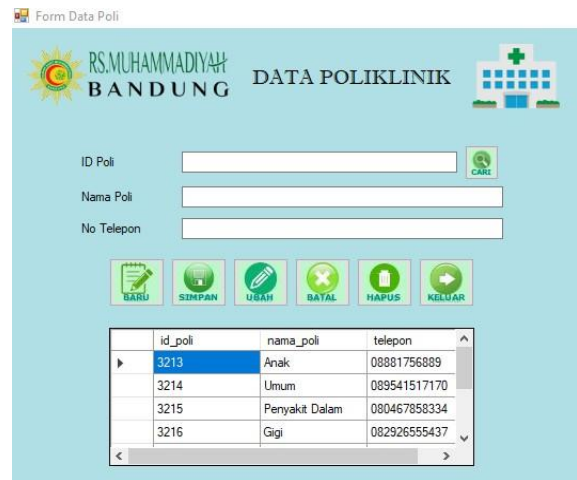 Form Data Poli
RS.MUHAMMADIYAH
BANDUNG
DATA POLIKLINIK
ID Poli
CARI
Nama Poli
No Telepon
BARU SIMPAN UBAH BATAL HAPUS KELUAR
id_poli nama_poli telepon
3213 Anak 08881756889
3214 Umum 089541517170
3215 Penyakit Dalam 080467858334
3216 Gigi 082926555437